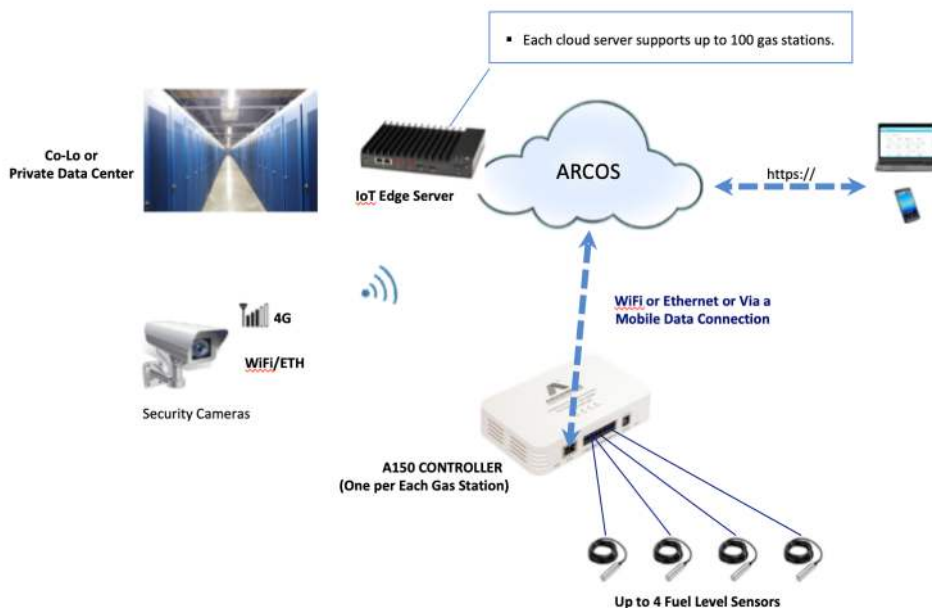 ▪ Each cloud server supports up to 100 gas stations.
Co-Lo or
Private Data Center
IoT Edge Server
ARCOS
https://
WiFi or Ethernet or Via a
Mobile Data Connection
4G
WiFi/ETH
Security Cameras
A150 CONTROLLER
(One per Each Gas Station)
Up to 4 Fuel Level Sensors